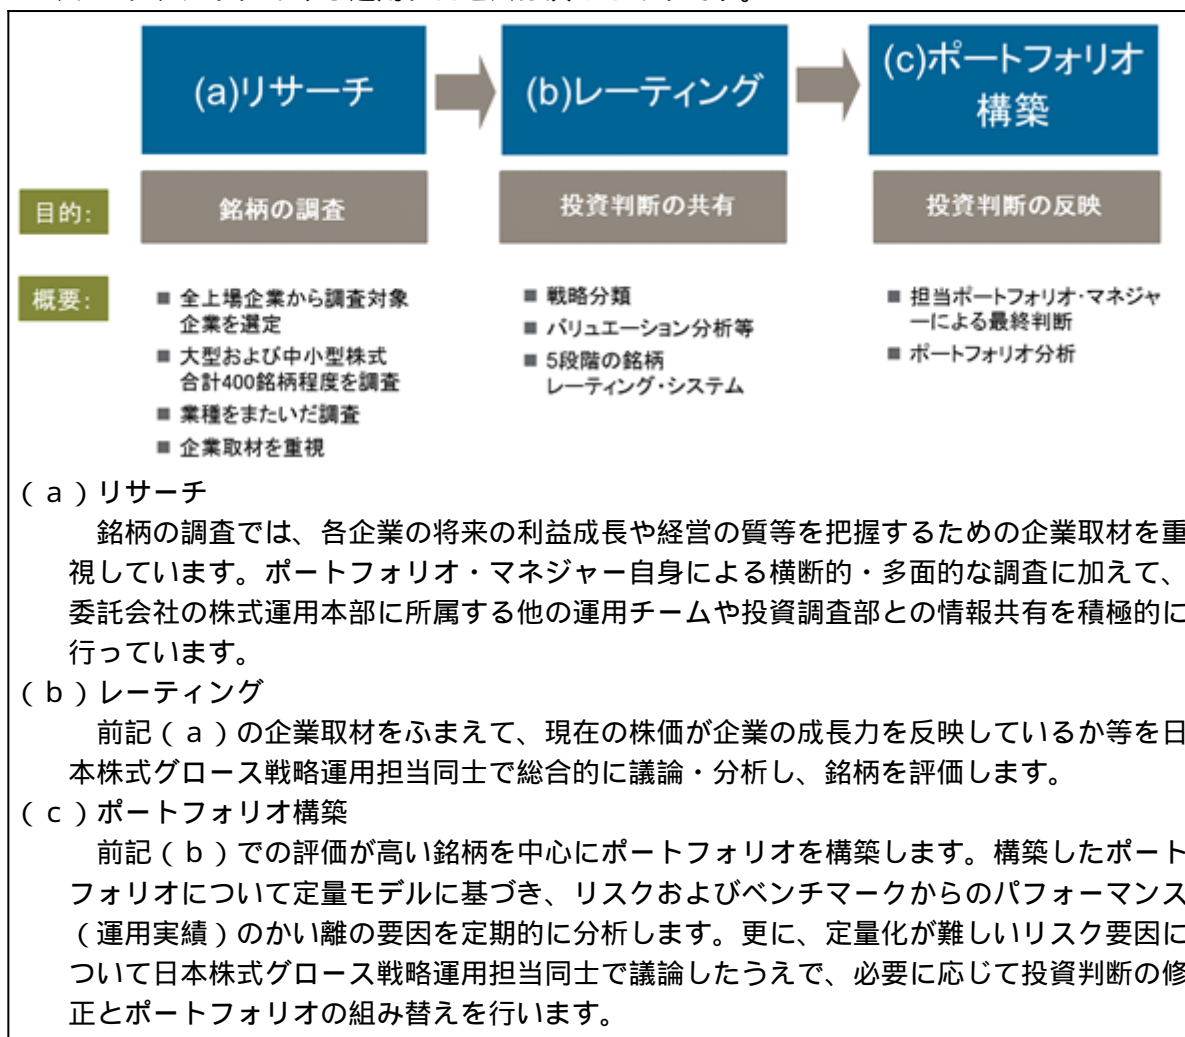 (a)リサーチ
(b)レーティング
(c)ポートフォリオ
構築
目的:
銘柄の調査
投資判断の共有
投資判断の反映
概要:
■ 全上場企業から調査対象
企業を選定
■ 大型および中小型株式
合計400銘柄程度を調査
■ 業種をまたいだ調査
■ 企業取材を重視
■ 戦略分類
■ バリュエーション分析等
■ 5段階の銘柄
レーティング・システム
■ 担当ポートフォリオ・マネジャ
ーによる最終判断
■ ポートフォリオ分析
(a)リサーチ
銘柄の調査では、各企業の将来の利益成長や経営の質等を把握するための企業取材を重
視しています。ポートフォリオ・マネジャー自身による横断的・多面的な調査に加えて、
委託会社の株式運用本部に所属する他の運用チームや投資調査部との情報共有を積極的に
行っています。
(b)レーティング
前記(a)の企業取材をふまえて、現在の株価が企業の成長力を反映しているか等を日
本株式グロース戦略運用担当同士で総合的に議論・分析し、銘柄を評価します。
(c)ポートフォリオ構築
前記(b)での評価が高い銘柄を中心にポートフォリオを構築します。構築したポート
フォリオについて定量モデルに基づき、リスクおよびベンチマークからのパフォーマンス
(運用実績)のかい離の要因を定期的に分析します。更に、定量化が難しいリスク要因に
ついて日本株式グロース戦略運用担当同士で議論したうえで、必要に応じて投資判断の修
正とポートフォリオの組み替えを行います。